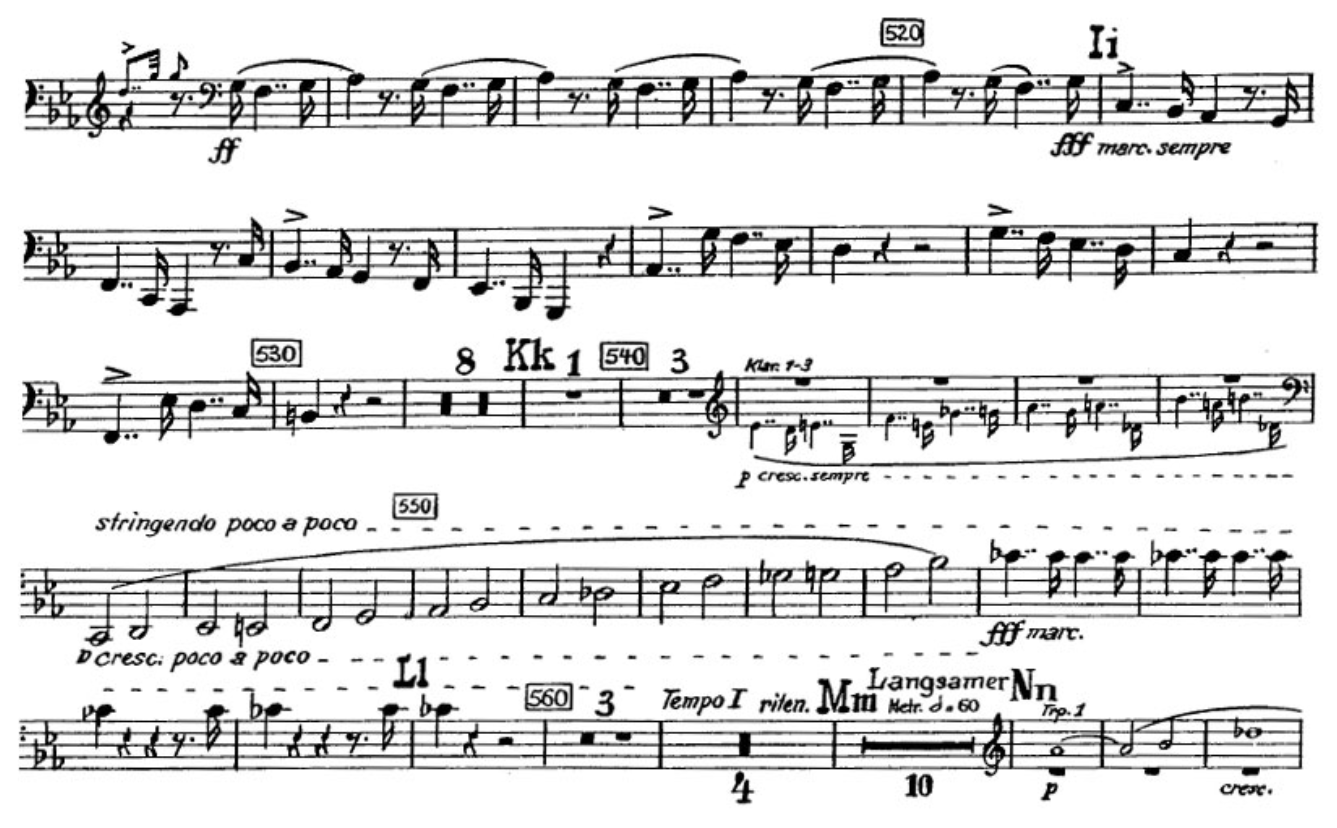 520 Ii
ff fff marc. sempre
530 8 Kk 1 540 3 Klar. 1-3
p cresc. sempre
stringendo poco a poco 550
p cresc. poco a poco fff marc.
Ll 560 3 Tempo I riten. Mm Langsamer Nn
Metr. = 60 Trp. 1
4 10 p cresc.